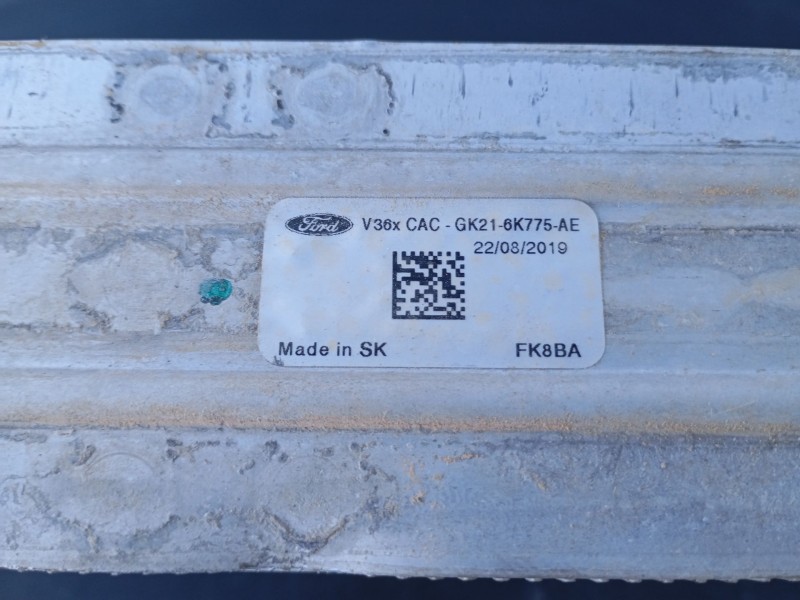 Ford V36x CAC - GK21-6K775-AE
22/08/2019
Made in SK FK8BA